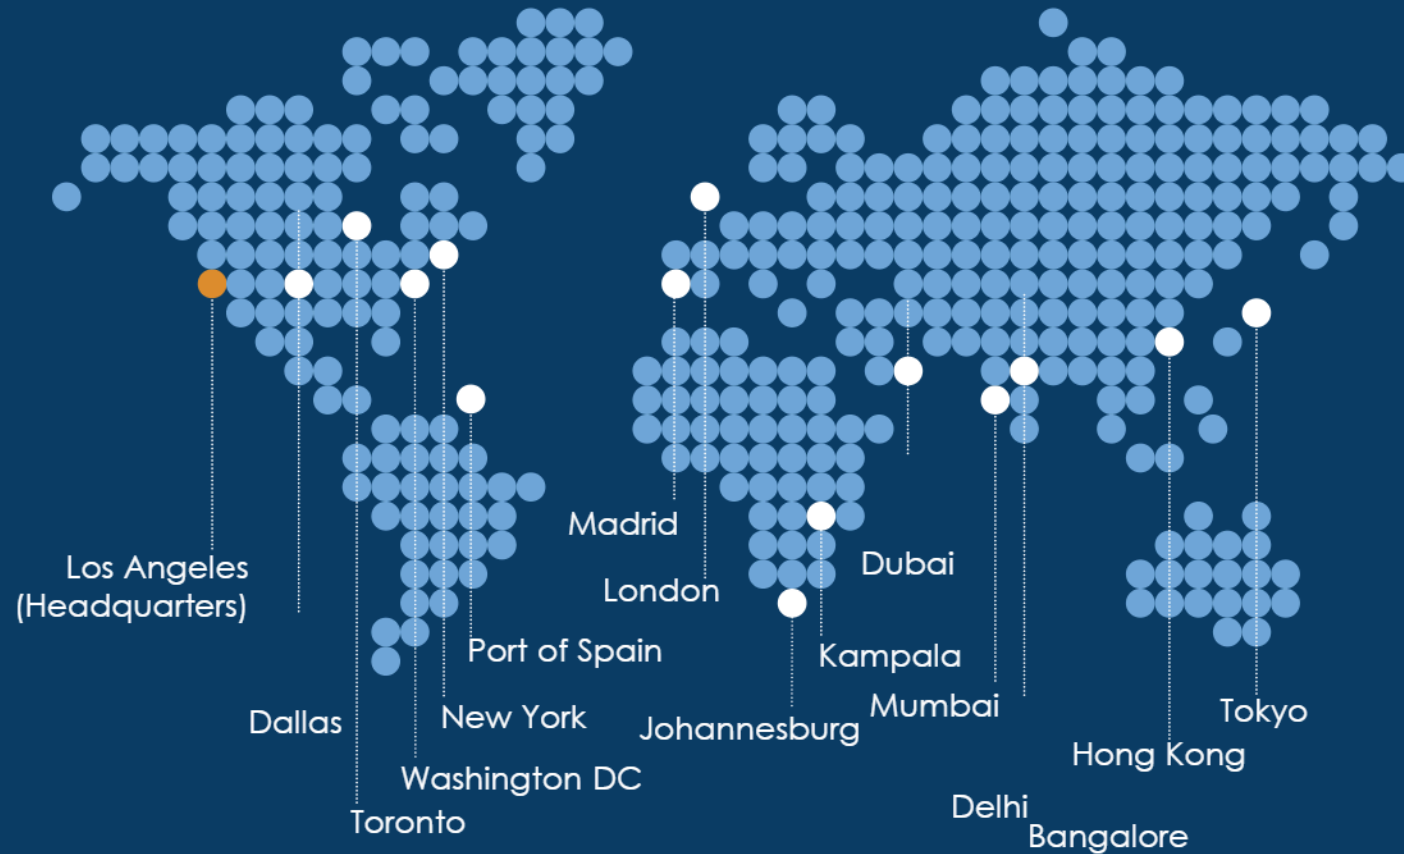 Madrid
Dubai
Los Angeles
(Headquarters)
London
Port of Spain
Kampala
Mumbai
Dallas
New York
Johannesburg
Tokyo
Hong Kong
Washington DC
Delhi
Toronto
Bangalore